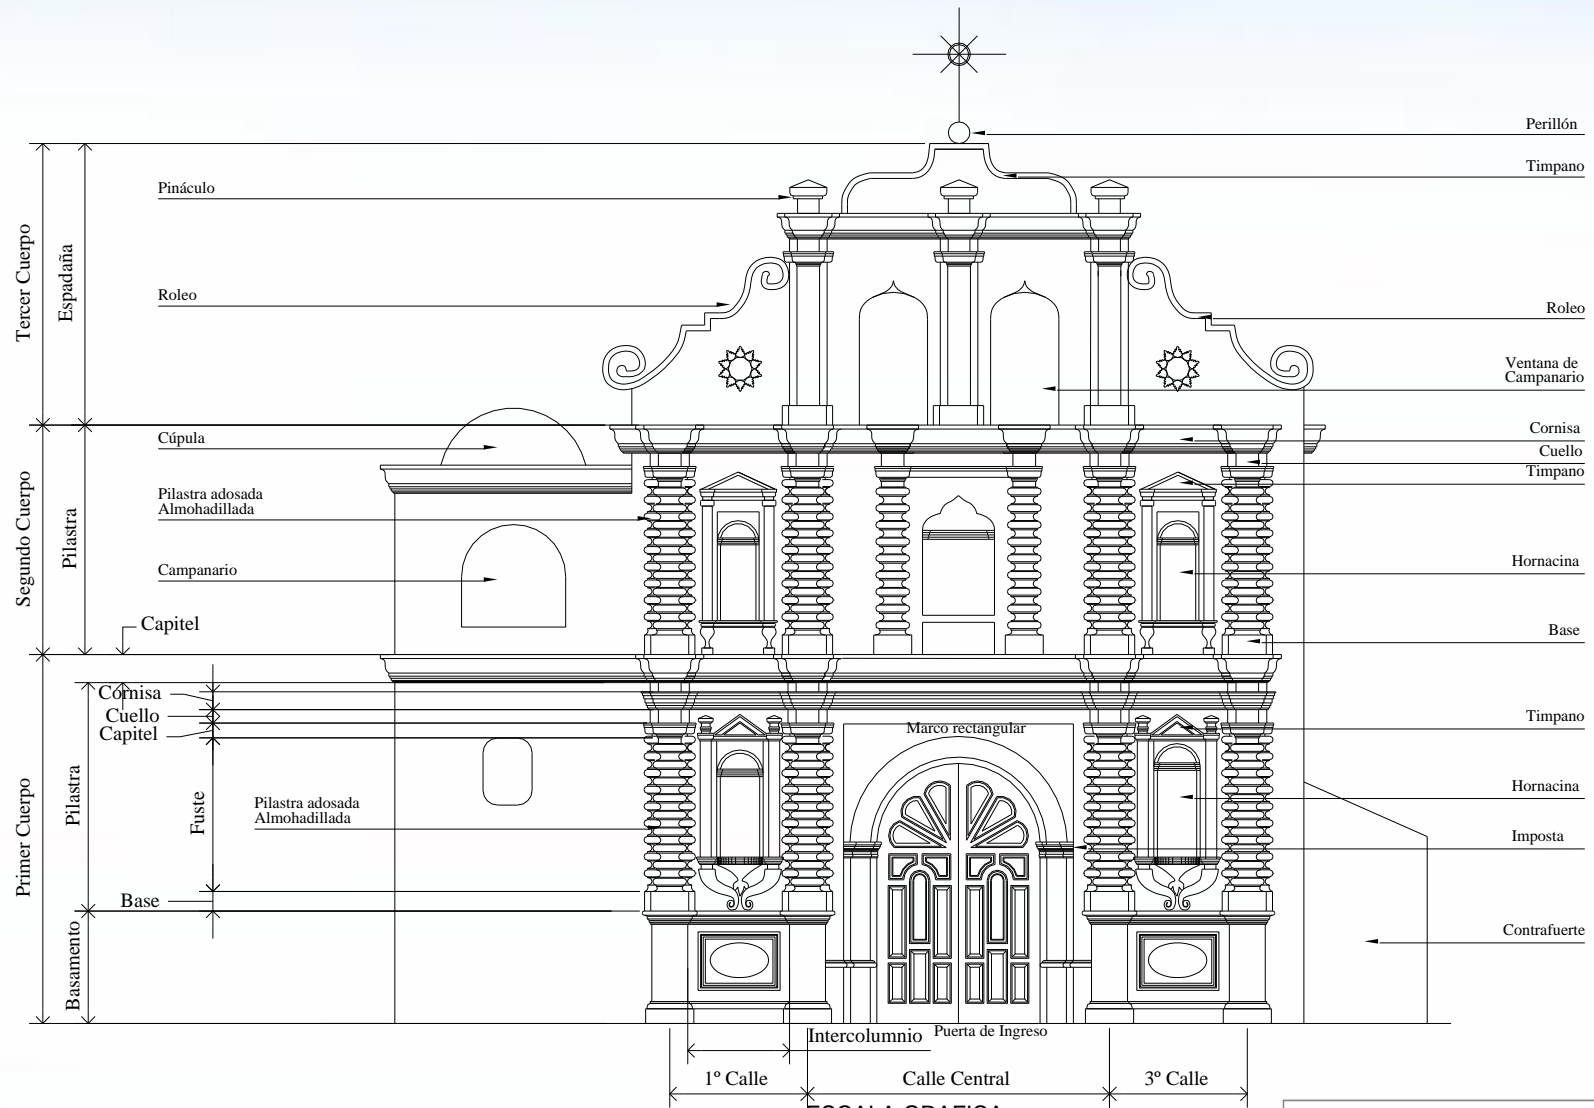 Perillón
Timpano
Pináculo
Tercer Cuerpo
Espadaña
Roleo
Roleo
Ventana de
Campanario
Cornisa
Cúpula
Cuello
Timpano
Segundo Cuerpo
Pilastra
Pilastra adosada
Almohadillada
Hornacina
Campanario
Capitel
Base
Cornisa
Cuello
Capitel
Timpano
Marco rectangular
Primer Cuerpo
Pilastra
Fuste
Hornacina
Pilastra adosada
Almohadillada
Imposta
Base
Basamento
Contrafuerte
Intercolumnio
Puerta de Ingreso
1º Calle
Calle Central
3º Calle
ESCALA GRAFICA